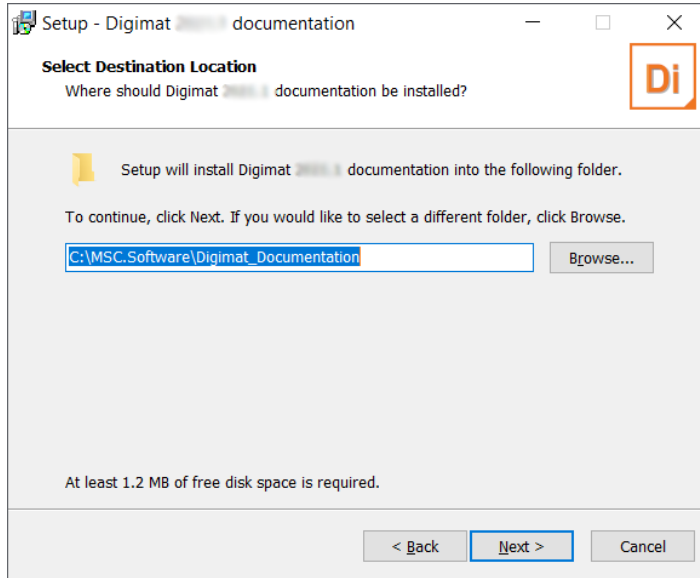 Setup - Digimat documentation
Select Destination Location
Where should Digimat documentation be installed?
Di
Setup will install Digimat documentation into the following folder.
To continue, click Next. If you would like to select a different folder, click Browse.
C:\MSC.Software\Digimat_Documentation
Browse...
At least 1.2 MB of free disk space is required.
< Back
Next >
Cancel